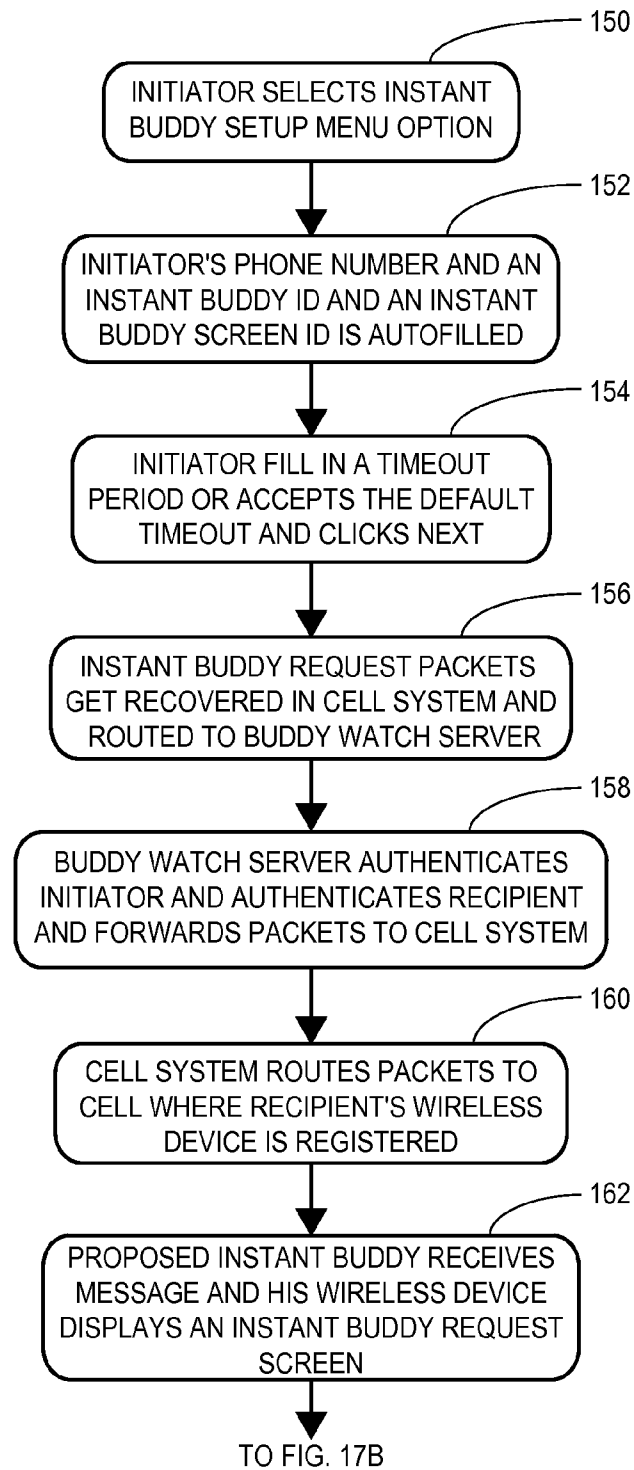 150
INITIATOR SELECTS INSTANT
BUDDY SETUP MENU OPTION
152
INITIATOR'S PHONE NUMBER AND AN
INSTANT BUDDY ID AND AN INSTANT
BUDDY SCREEN ID IS AUTOFILLED
154
INITIATOR FILL IN A TIMEOUT
PERIOD OR ACCEPTS THE DEFAULT
TIMEOUT AND CLICKS NEXT
156
INSTANT BUDDY REQUEST PACKETS
GET RECOVERED IN CELL SYSTEM AND
ROUTED TO BUDDY WATCH SERVER
158
BUDDY WATCH SERVER AUTHENTICATES
INITIATOR AND AUTHENTICATES RECIPIENT
AND FORWARDS PACKETS TO CELL SYSTEM
160
CELL SYSTEM ROUTES PACKETS TO
CELL WHERE RECIPIENT'S WIRELESS
DEVICE IS REGISTERED
162
PROPOSED INSTANT BUDDY RECEIVES
MESSAGE AND HIS WIRELESS DEVICE
DISPLAYS AN INSTANT BUDDY REQUEST
SCREEN
TO FIG. 17B